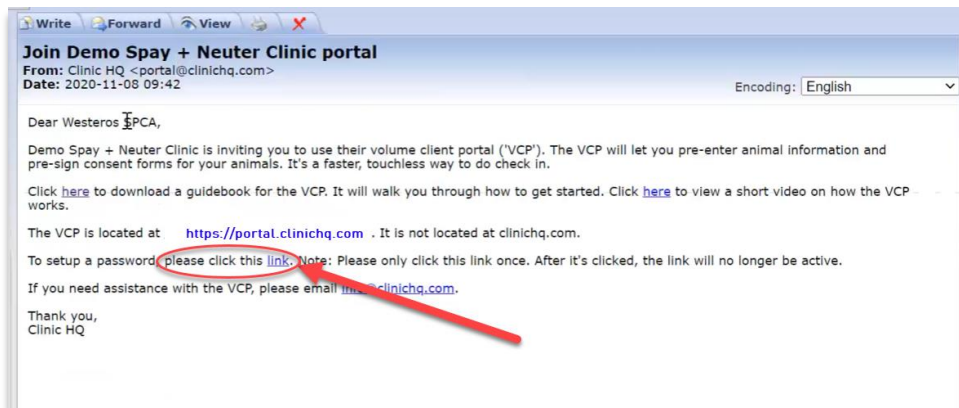 Write Forward View
Join Demo Spay + Neuter Clinic portal
From: Clinic HQ <portal@clinichq.com>
Date: 2020-11-08 09:42
Encoding: English
Dear Westeros SPCA,
Demo Spay + Neuter Clinic is inviting you to use their volume client portal ('VCP'). The VCP will let you pre-enter animal information and
pre-sign consent forms for your animals. It's a faster, touchless way to do check in.
Click here to download a guidebook for the VCP. It will walk you through how to get started. Click here to view a short video on how the VCP
works.
The VCP is located at https://portal.clinichq.com . It is not located at clinichq.com.
To setup a password, please click this link. Note: Please only click this link once. After it's clicked, the link will no longer be active.
If you need assistance with the VCP, please email info@clinichq.com.
Thank you,
Clinic HQ